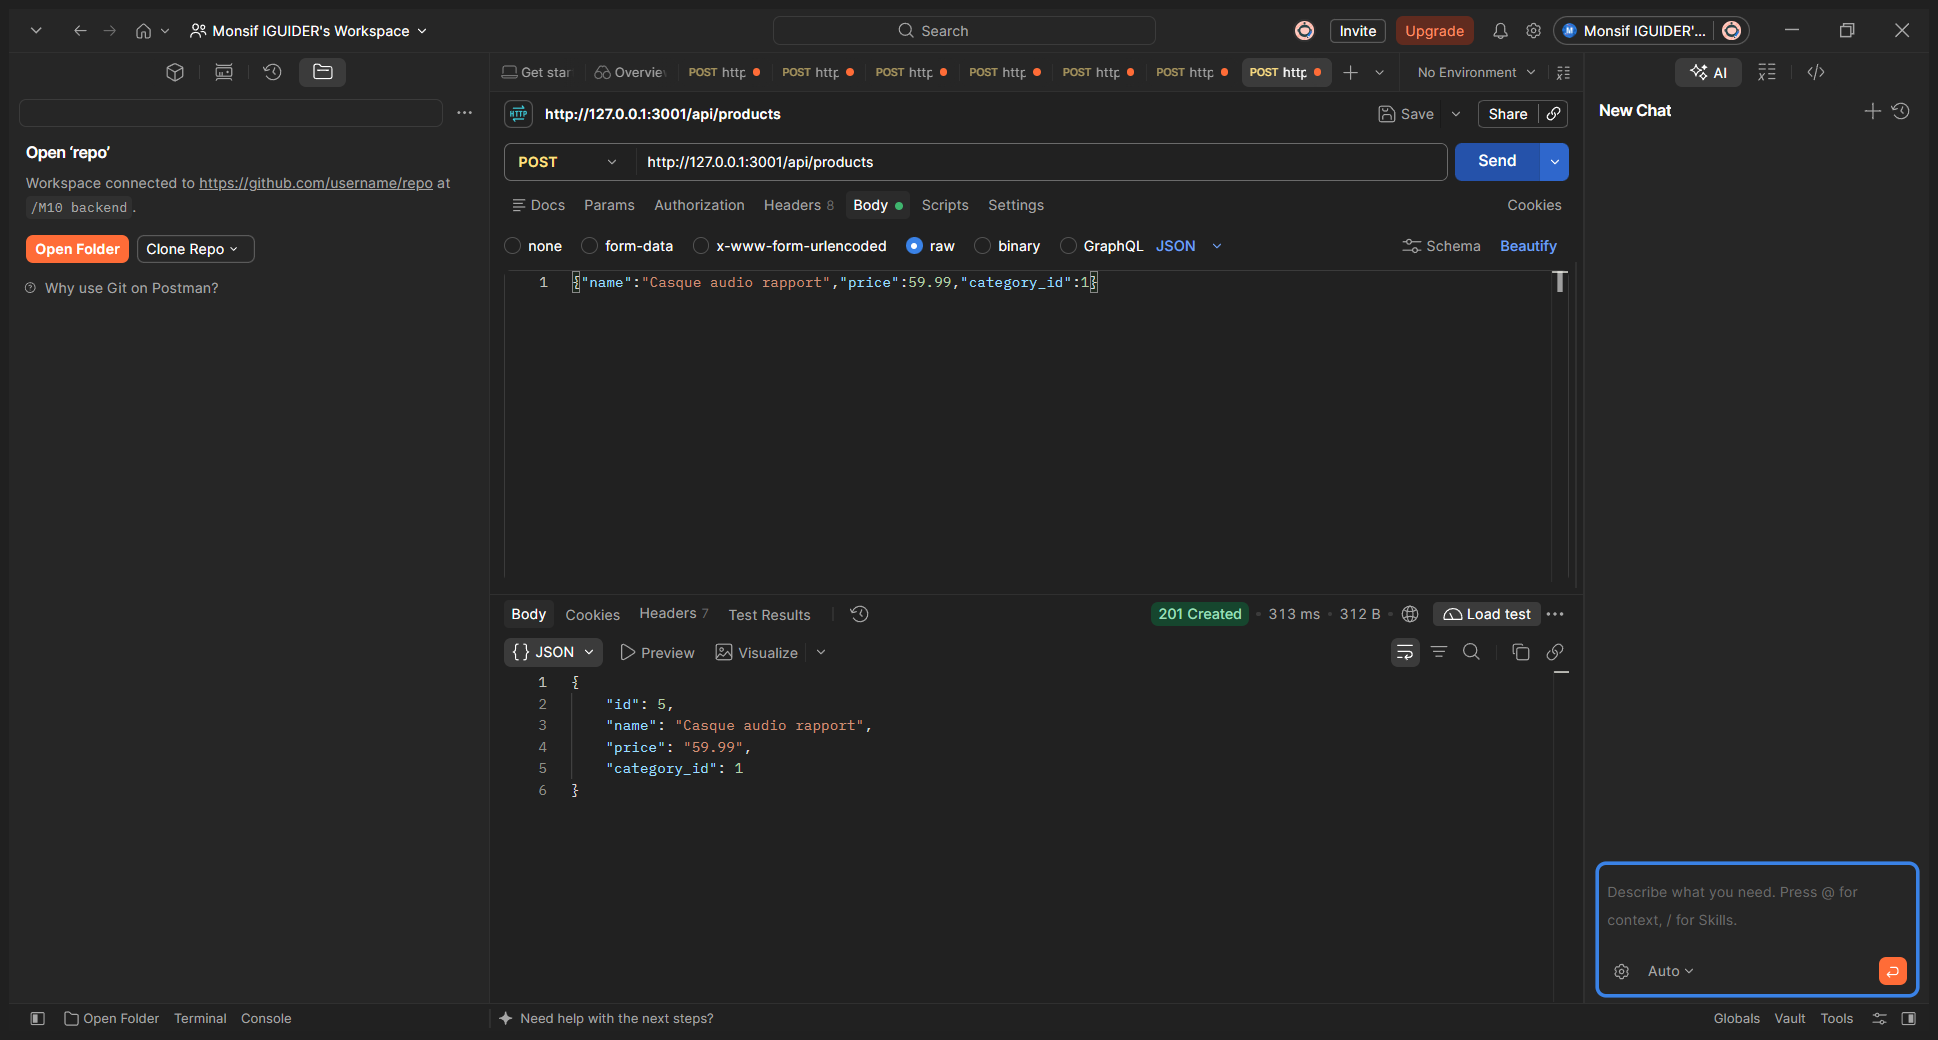 Monsif IGUIDER's Workspace
Search
Invite
Upgrade
Monsif IGUIDER'...
Get star
Overvie
POST http
POST http
POST http
POST http
POST http
POST http
POST http
No Environment
AI
HTTP
http://127.0.0.1:3001/api/products
Save
Share
New Chat
Open ‘repo’
Workspace connected to https://github.com/username/repo at
/M10 backend.
Open Folder
Clone Repo
Why use Git on Postman?
POST
http://127.0.0.1:3001/api/products
Send
Docs
Params
Authorization
Headers 8
Body
Scripts
Settings
Cookies
none
form-data
x-www-form-urlencoded
raw
binary
GraphQL
JSON
Schema
Beautify
1 {"name":"Casque audio rapport","price":59.99,"category_id":1}
Body
Cookies
Headers 7
Test Results
201 Created
313 ms
312 B
Load test
{} JSON
Preview
Visualize
1 {
2 "id": 5,
3 "name": "Casque audio rapport",
4 "price": "59.99",
5 "category_id": 1
6 }
Describe what you need. Press @ for
context, / for Skills.
Auto
Open Folder
Terminal
Console
Need help with the next steps?
Globals
Vault
Tools